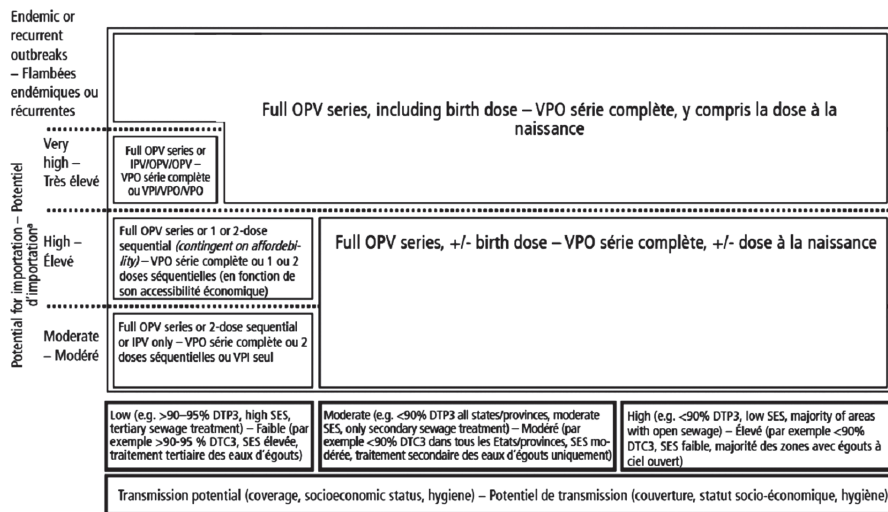 Endemic or
recurrent
outbreaks
– Flambées
endémiques ou
récurrentes
Full OPV series, including birth dose – VPO série complète, y compris la dose à la
naissance
Very
high –
Très élevé
Full OPV series or
IPV/OPV/OPV –
VPO série complète
ou VPI/VPO/VPO
Potential for importation – Potentiel
d'importationª
High –
Élevé
Full OPV series or 1 or 2-dose
sequential (contingent on affordebi-
lity) – VPO série complète ou 1 ou 2
doses séquentielles (en fonction de
son accessibilité économique)
Full OPV series, +/- birth dose – VPO série complète, +/- dose à la naissance
Moderate
– Modéré
Full OPV series or 2-dose sequential
or IPV only – VPO série complète ou 2
doses séquentielles ou VPI seul
Low (e.g. >90–95% DTP3, high SES,
tertiary sewage treatment) – Faible (par
exemple >90-95 % DTC3, SES élevée,
traitement tertiaire des eaux d'égouts)
Moderate (e.g. <90% DTP3 all states/provinces, moderate
SES, only secondary sewage treatment) – Modéré (par
exemple <90% DTC3 dans tous les Etats/provinces, SES mo-
dérée, traitement secondaire des eaux d'égouts uniquement)
High (e.g. <90% DTP3, low SES, majority of areas
with open sewage) – Élevé (par exemple <90%
DTC3, SES faible, majorité des zones avec égouts à
ciel ouvert)
Transmission potential (coverage, socioeconomic status, hygiene) – Potentiel de transmission (couverture, statut socio-économique, hygiène)